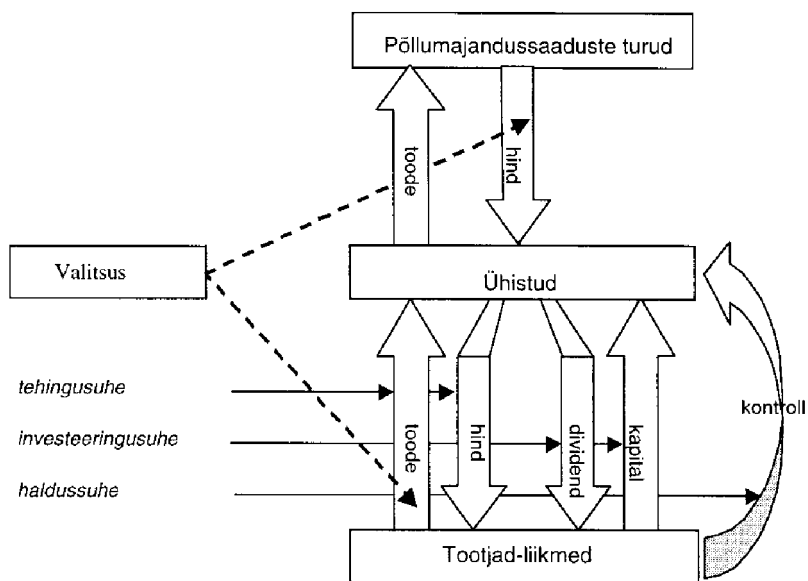 Põllumajandussaaduste turud
toode
hind
Valitsus
Ühistud
tehingusuhe
investeeringusuhe
haldussuhe
toode
hind
dividend
kapital
kontroll
Tootjad-liikmed